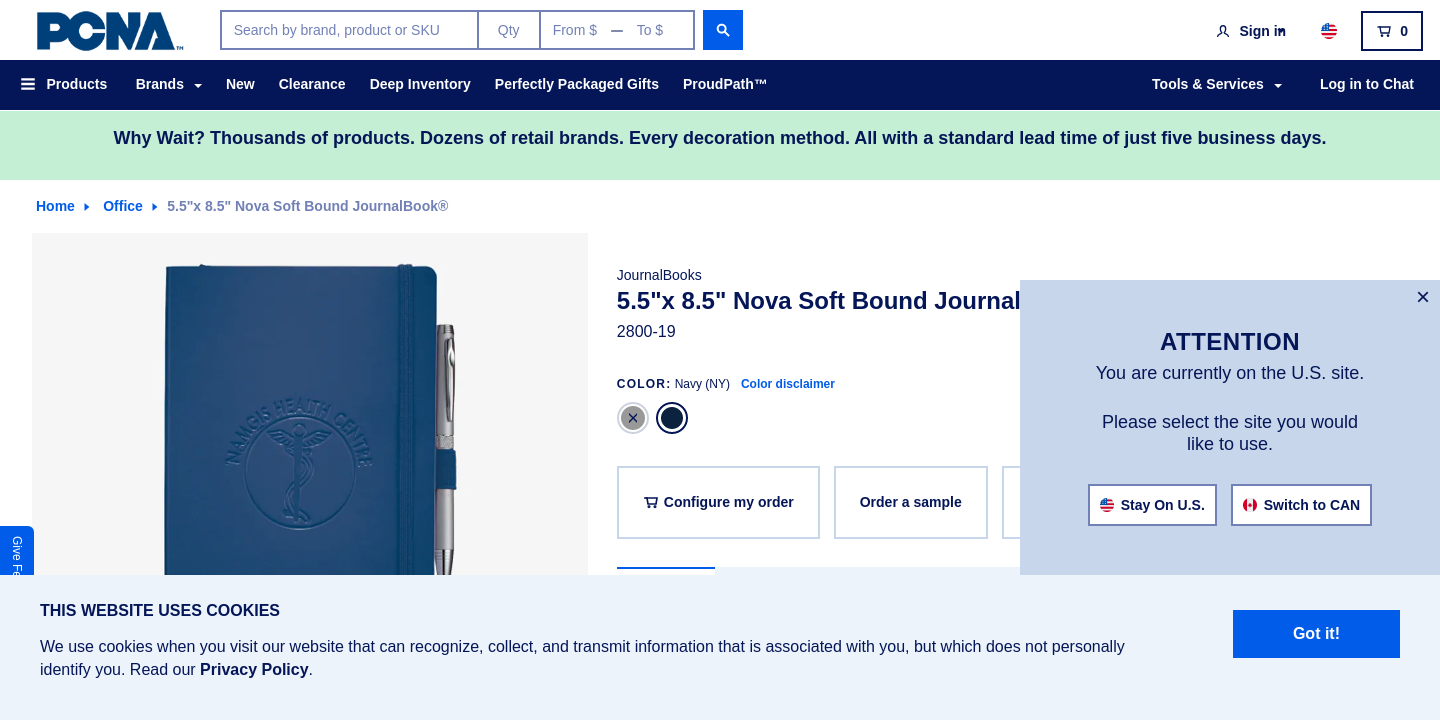 PCNA™
Search by brand, product or SKU
Qty
From $ — To $
Sign in
0
Products
Brands
New
Clearance
Deep Inventory
Perfectly Packaged Gifts
ProudPath™
Tools & Services
Log in to Chat
Why Wait? Thousands of products. Dozens of retail brands. Every decoration method. All with a standard lead time of just five business days.
Home
Office
5.5"x 8.5" Nova Soft Bound JournalBook®
'NAMGIS HEALTH CENTRE
JournalBooks
5.5"x 8.5" Nova Soft Bound Journal
2800-19
COLOR: Navy (NY) Color disclaimer
Configure my order
Order a sample
ATTENTION
You are currently on the U.S. site.
Please select the site you would
like to use.
Stay On U.S.
Switch to CAN
Give Fe
THIS WEBSITE USES COOKIES
We use cookies when you visit our website that can recognize, collect, and transmit information that is associated with you, but which does not personally
identify you. Read our Privacy Policy.
Got it!